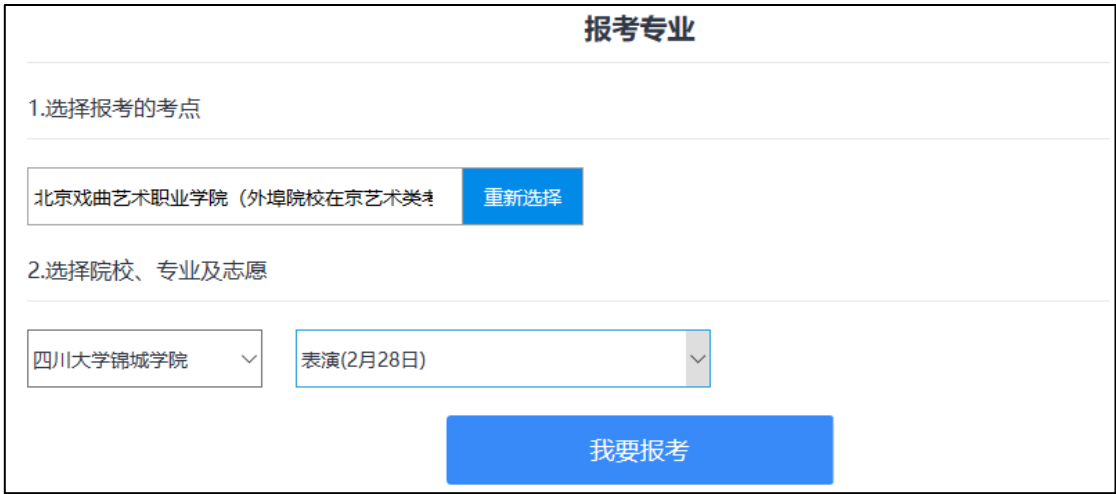 报考专业
1.选择报考的考点
北京戏曲艺术职业学院（外埠院校在京艺术类考
重新选择
2.选择院校、专业及志愿
四川大学锦城学院
表演(2月28日)
我要报考